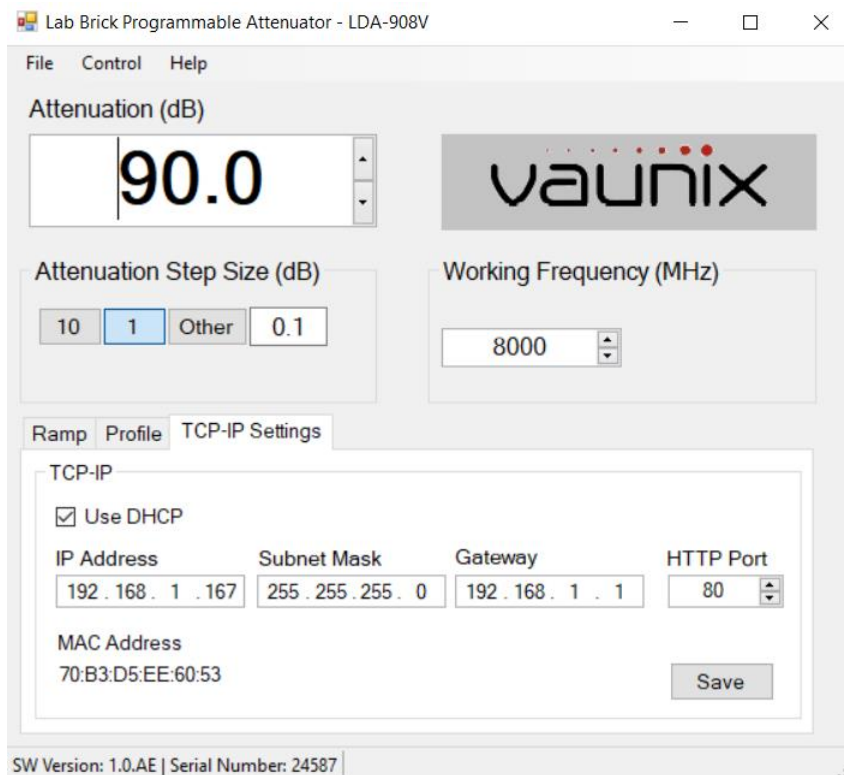 Lab Brick Programmable Attenuator - LDA-908V
File Control Help
Attenuation (dB)
90.0
vaunix
Attenuation Step Size (dB)
10 1 Other 0.1
Working Frequency (MHz)
8000
Ramp Profile TCP-IP Settings
TCP-IP
Use DHCP
IP Address Subnet Mask Gateway HTTP Port
192 . 168 . 1 . 167 255 . 255 . 255 . 0 192 . 168 . 1 . 1 80
MAC Address
70:B3:D5:EE:60:53
Save
SW Version: 1.0.AE | Serial Number: 24587